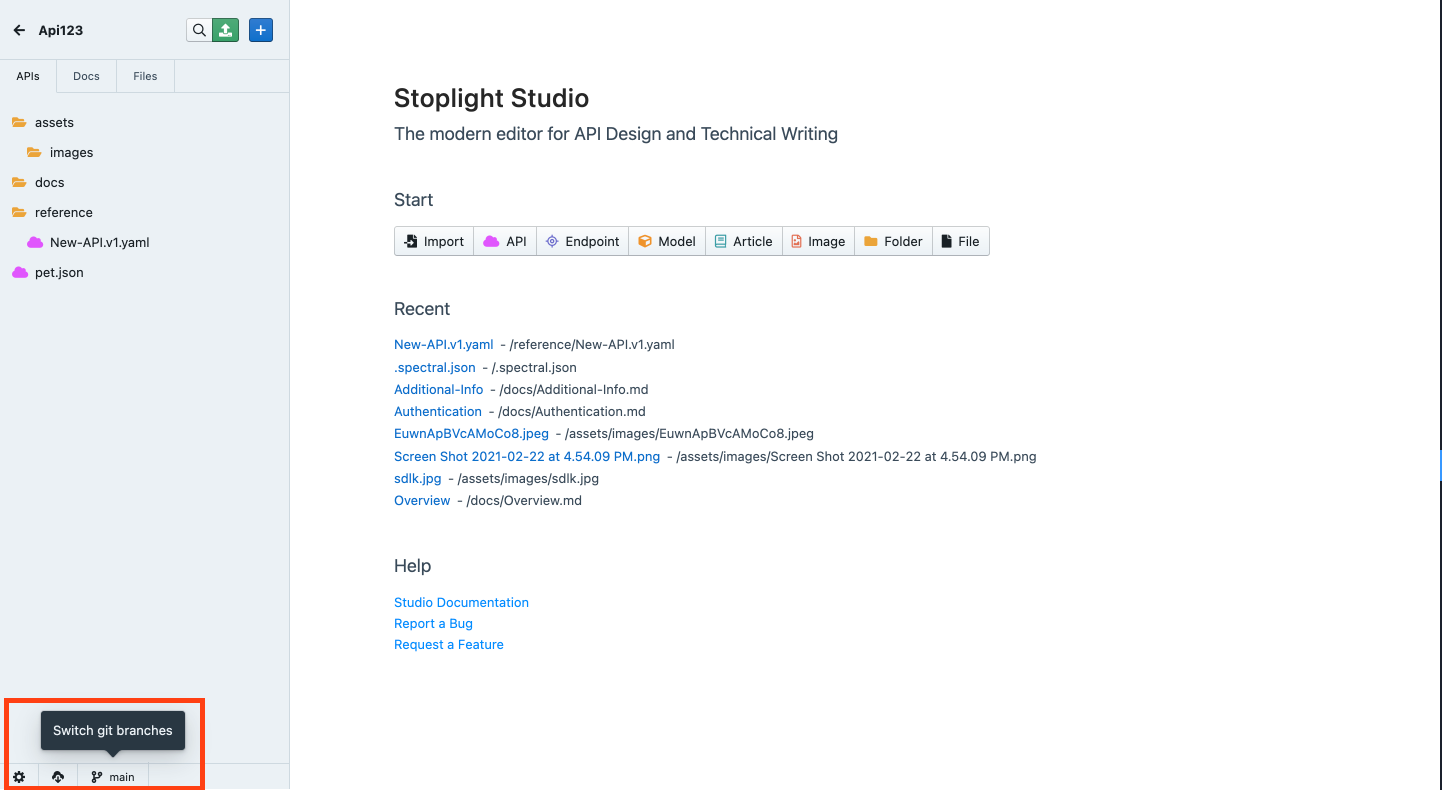 Api123
APIs Docs Files
assets
images
docs
reference
New-API.v1.yaml
pet.json
Switch git branches
main
Stoplight Studio
The modern editor for API Design and Technical Writing
Start
Import API Endpoint Model Article Image Folder File
Recent
New-API.v1.yaml - /reference/New-API.v1.yaml
.spectral.json - /.spectral.json
Additional-Info - /docs/Additional-Info.md
Authentication - /docs/Authentication.md
EuwnApBVcAMoCo8.jpeg - /assets/images/EuwnApBVcAMoCo8.jpeg
Screen Shot 2021-02-22 at 4.54.09 PM.png - /assets/images/Screen Shot 2021-02-22 at 4.54.09 PM.png
sdlk.jpg - /assets/images/sdlk.jpg
Overview - /docs/Overview.md
Help
Studio Documentation
Report a Bug
Request a Feature